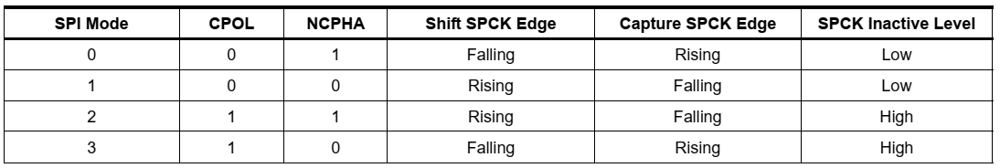 SPI Mode CPOL NCPHA Shift SPCK Edge Capture SPCK Edge SPCK Inactive Level
0 0 1 Falling Rising Low
1 0 0 Rising Falling Low
2 1 1 Rising Falling High
3 1 0 Falling Rising High